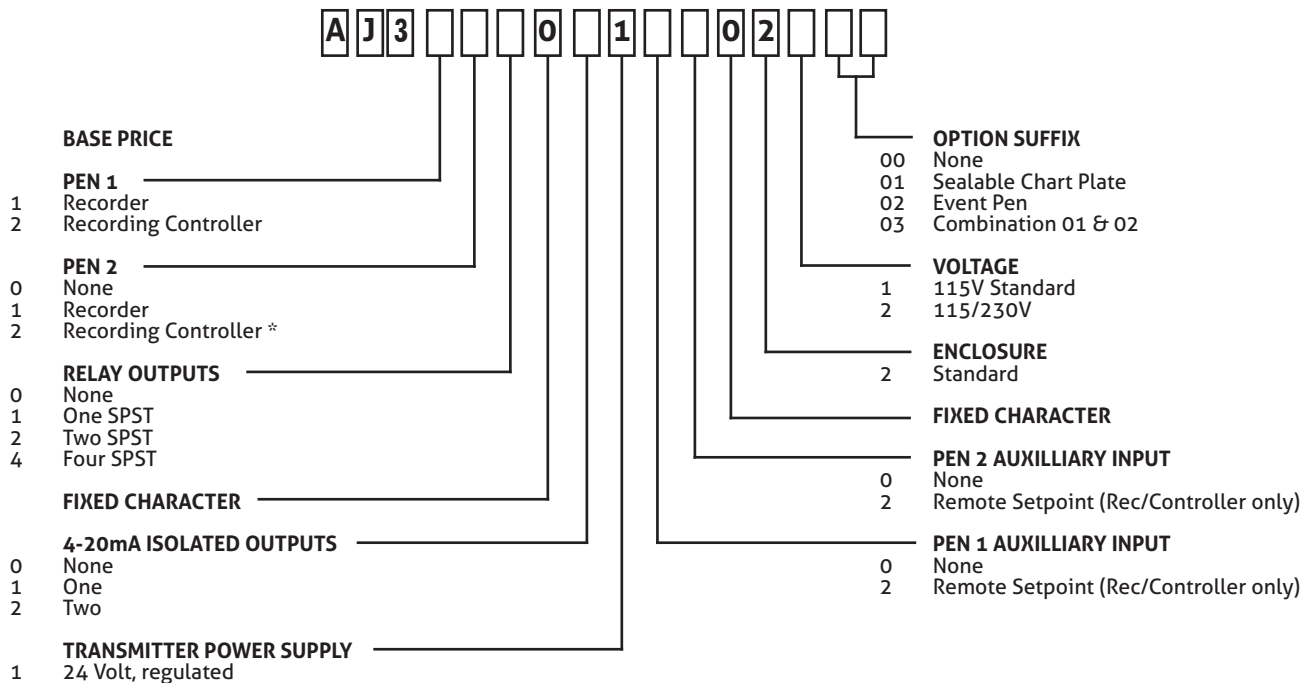 A J 3 0 1 0 2
BASE PRICE
PEN 1
1 Recorder
2 Recording Controller
PEN 2
0 None
1 Recorder
2 Recording Controller *
RELAY OUTPUTS
0 None
1 One SPST
2 Two SPST
4 Four SPST
FIXED CHARACTER
4-20mA ISOLATED OUTPUTS
0 None
1 One
2 Two
TRANSMITTER POWER SUPPLY
1 24 Volt, regulated
OPTION SUFFIX
00 None
01 Sealable Chart Plate
02 Event Pen
03 Combination 01 & 02
VOLTAGE
1 115V Standard
2 115/230V
ENCLOSURE
2 Standard
FIXED CHARACTER
PEN 2 AUXILLIARY INPUT
0 None
2 Remote Setpoint (Rec/Controller only)
PEN 1 AUXILLIARY INPUT
0 None
2 Remote Setpoint (Rec/Controller only)